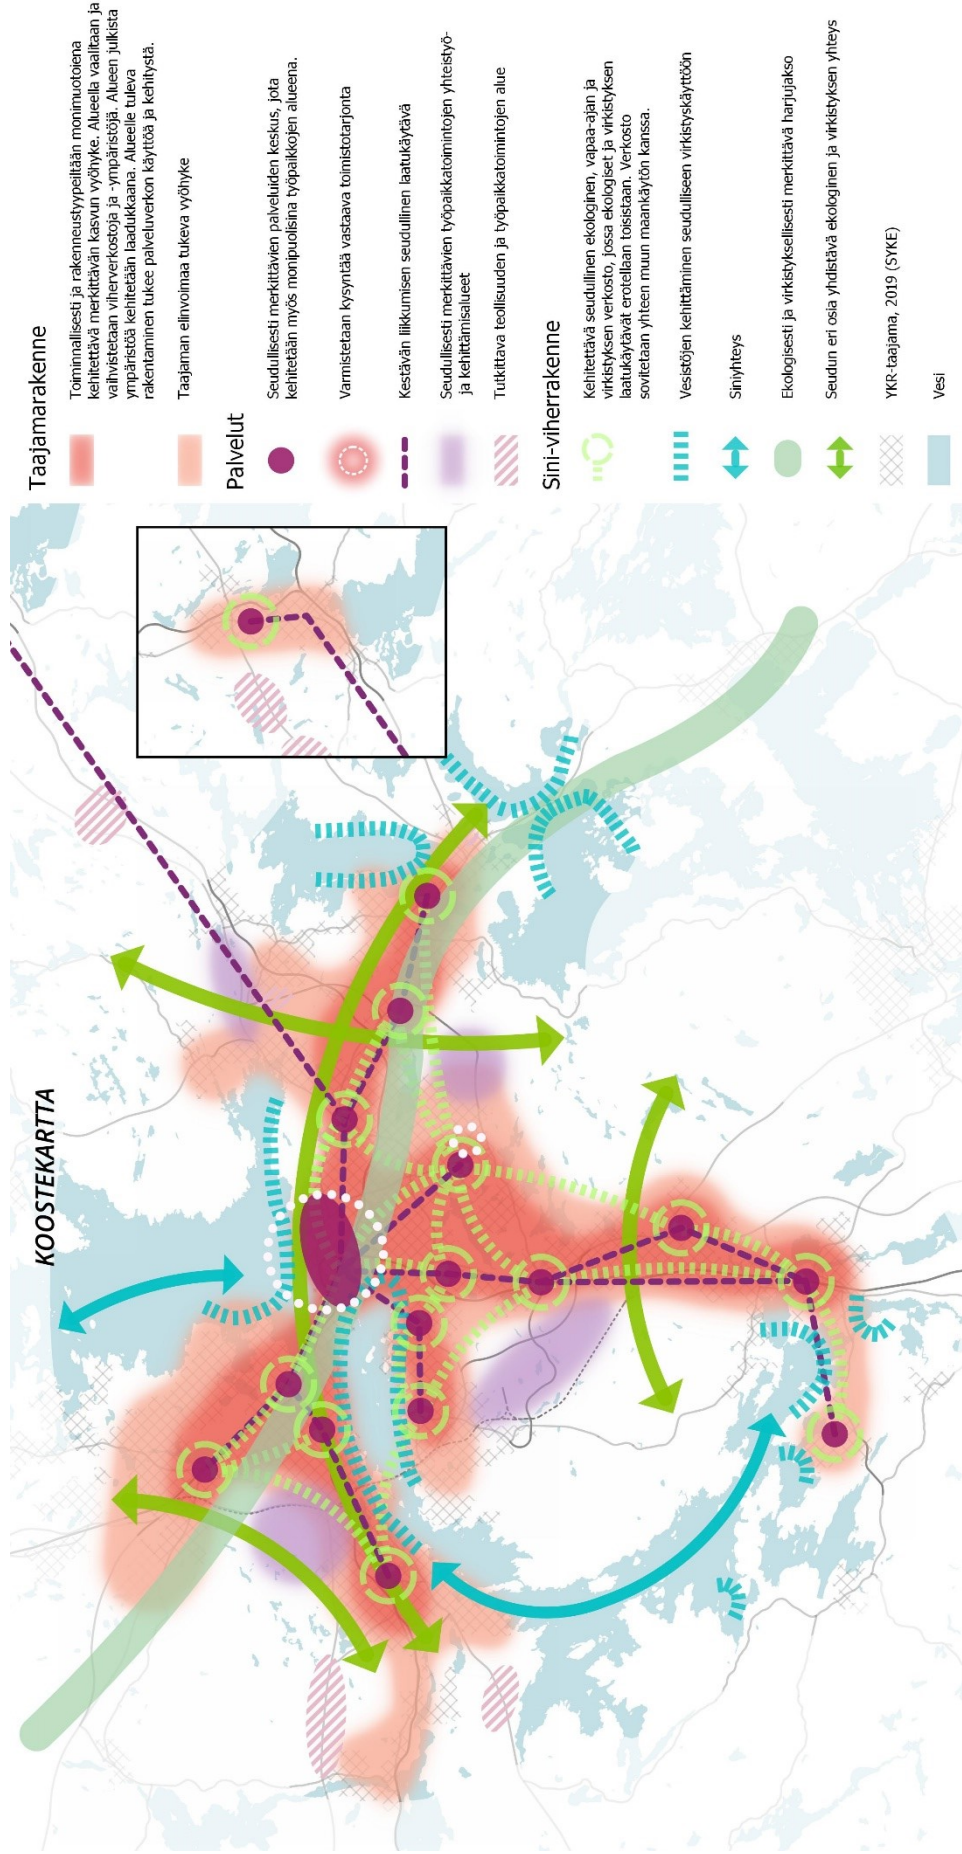 KOOSTEKARTTA
Taajamarakenne
Toiminnallisesti ja rakennustyypeiltään monimuotoiena
kehitettävä merkittävän kasvun vyöhyke. Alueella vaalitaan ja
vaihvistetaan viherverkostoja ja -ympäristöjä. Alueen julkista
ympäristöä kehitetään laadukkaana. Alueelle tuleva
rakentaminen tukee palveluverkon käyttöä ja kehitystä.
Taajaman elinvoimaa tukeva vyöhyke
Palvelut
Seudullisesti merkittävien palveluiden keskus, jota
kehitetään myös monipuolisina työpaikkojen alueena.
Varmistetaan kysyntää vastaava toimistotarjonta
Kestävän liikkumisen seudullinen laatukäytävä
Seudullisesti merkittävien työpaikkatoimintojen yhteistyö-
ja kehittämisalueet
Tutkittava teollisuuden ja työpaikkatoimintojen alue
Sini-viherrakenne
Kehitettävä seudullinen ekologinen, vapaa-ajan ja
virkistyksen verkosto, jossa ekologiset ja virkistyksen
laatukäytävät erotellaan toisistaan. Verkosto
sovitetaan yhteen muun maankäytön kanssa.
Vesistöjen kehittäminen seudulliseen virkistyskäyttöön
Siniyhteys
Ekologisesti ja virkistyksellisesti merkittävä harjujakso
Seudun eri osia yhdistävä ekologinen ja virkistyksen yhteys
YKR-taajama, 2019 (SYKE)
Vesi